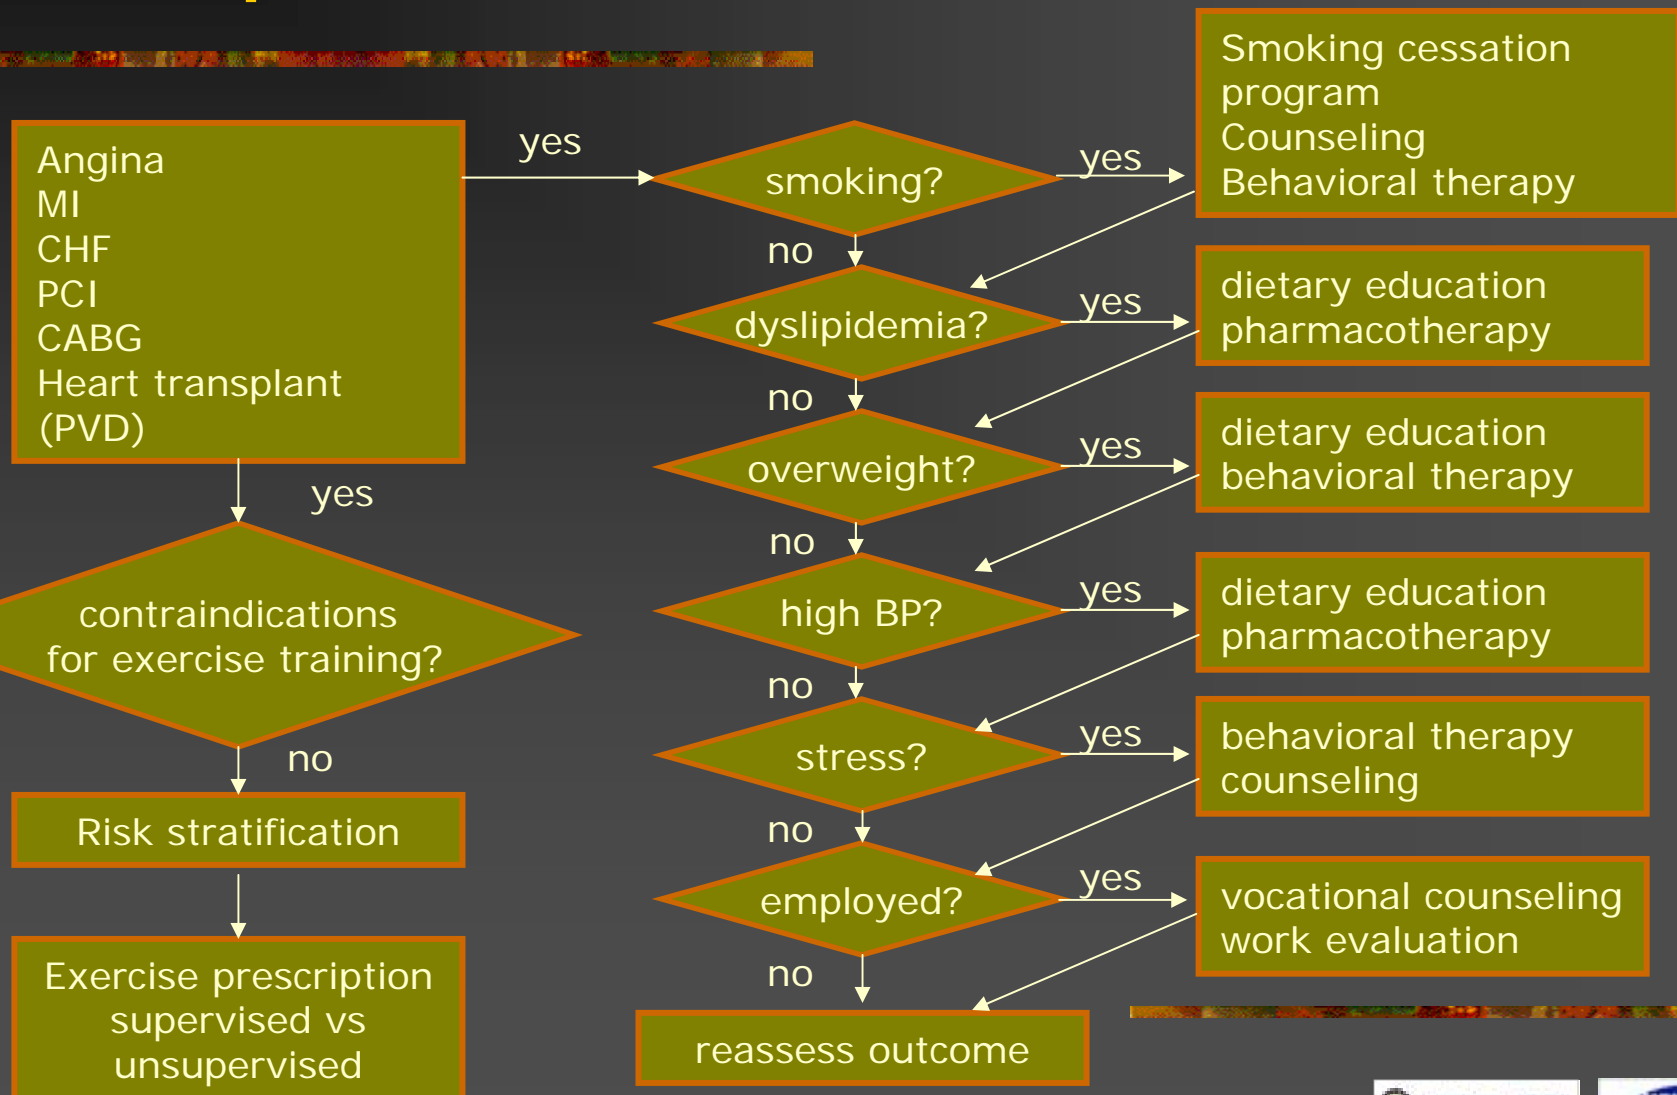 Angina
MI
CHF
PCI
CABG
Heart transplant
(PVD)
yes
contraindications
for exercise training?
no
Risk stratification
Exercise prescription
supervised vs
unsupervised
yes
smoking?
yes
Smoking cessation
program
Counseling
Behavioral therapy
no
dyslipidemia?
yes
dietary education
pharmacotherapy
no
overweight?
yes
dietary education
behavioral therapy
no
high BP?
yes
dietary education
pharmacotherapy
no
stress?
yes
behavioral therapy
counseling
no
employed?
yes
vocational counseling
work evaluation
no
reassess outcome